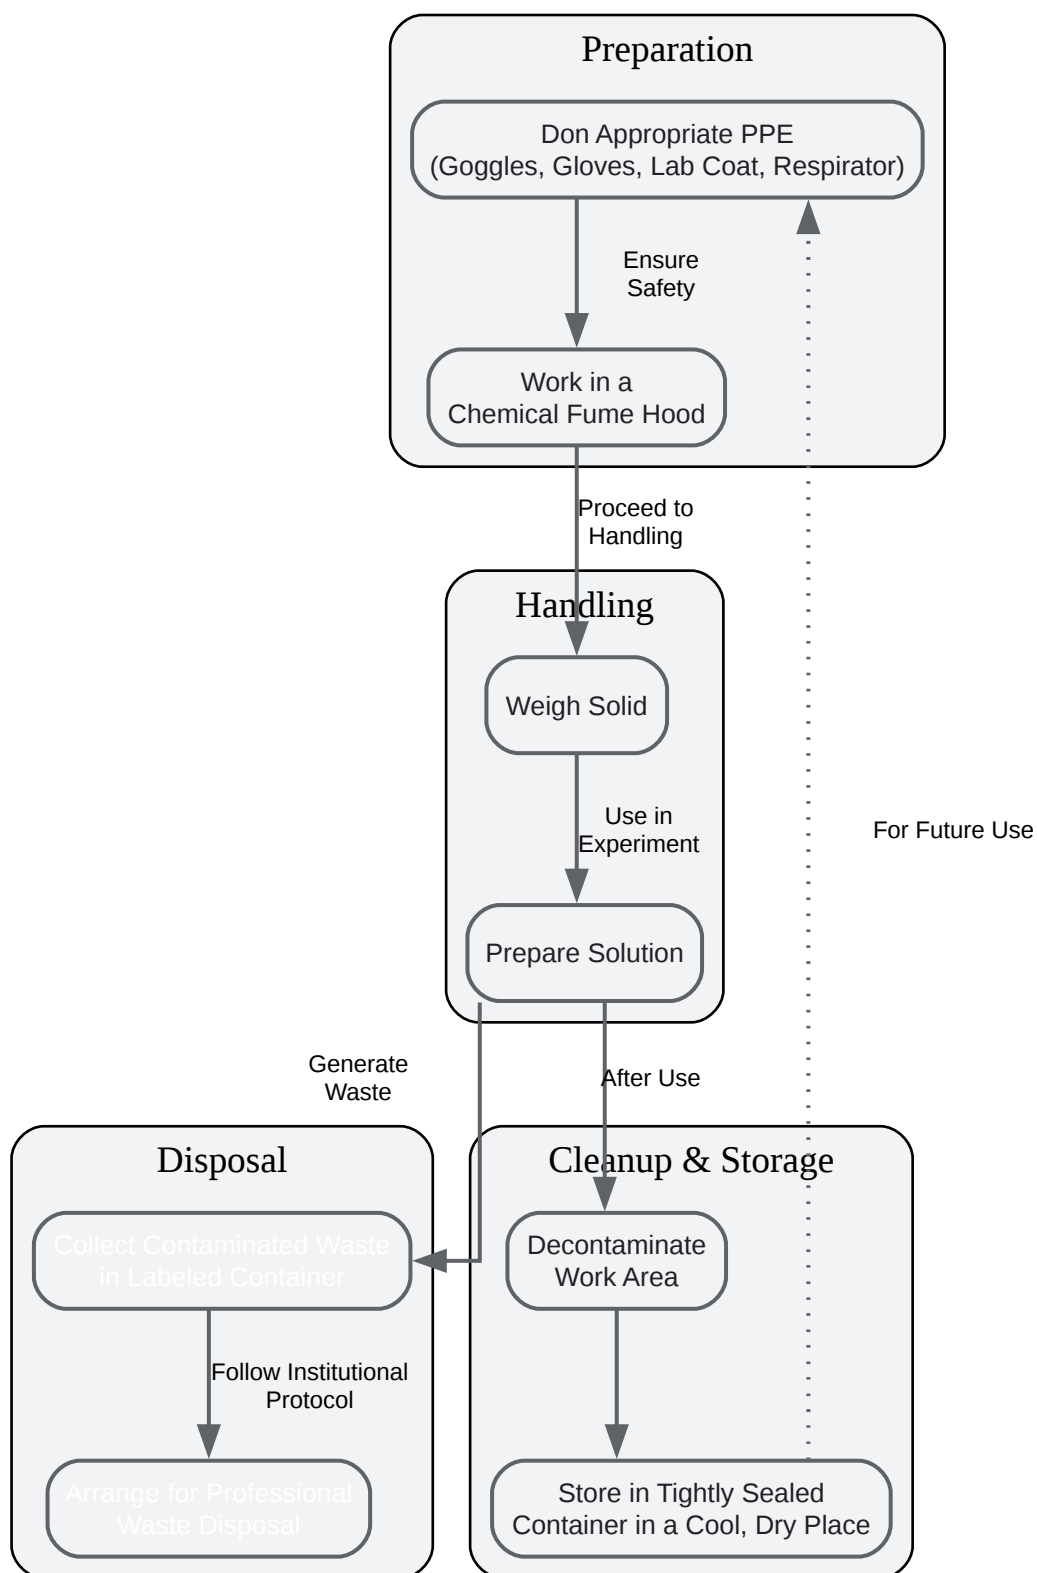 Preparation
Don Appropriate PPE
(Goggles, Gloves, Lab Coat, Respirator)
Ensure
Safety
Work in a
Chemical Fume Hood
Proceed to
Handling
Handling
Weigh Solid
Use in
Experiment
For Future Use
Prepare Solution
Generate
Waste
After Use
Disposal
Collect Contaminated Waste
in Labeled Container
Follow Institutional
Protocol
Arrange for Professional
Waste Disposal
Cleanup & Storage
Decontaminate
Work Area
Store in Tightly Sealed
Container in a Cool, Dry Place